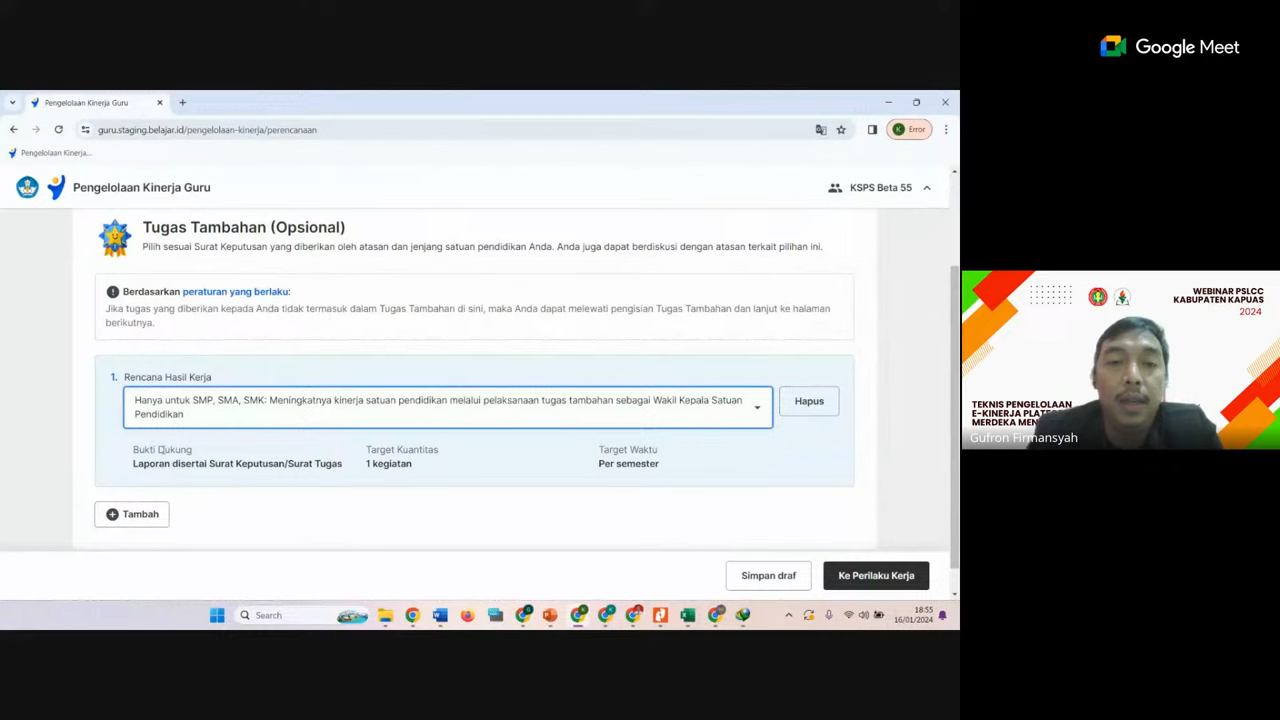 Google Meet
Pengelolaan Kinerja Guru
guru.staging.belajar.id/pengelolaan-kinerja/perencanaan
K Error
Pengelolaan Kinerja...
Pengelolaan Kinerja Guru
KSPS Beta 55
Tugas Tambahan (Opsional)
Pilih sesuai Surat Keputusan yang diberikan oleh atasan dan jenjang satuan pendidikan Anda. Anda juga dapat berdiskusi dengan atasan terkait pilihan ini.
Berdasarkan peraturan yang berlaku:
Jika tugas yang diberikan kepada Anda tidak termasuk dalam Tugas Tambahan di sini, maka Anda dapat melewati pengisian Tugas Tambahan dan lanjut ke halaman
berikutnya.
1. Rencana Hasil Kerja
Hanya untuk SMP, SMA, SMK: Meningkatnya kinerja satuan pendidikan melalui pelaksanaan tugas tambahan sebagai Wakil Kepala Satuan
Pendidikan
Hapus
Bukti Dukung Target Kuantitas Target Waktu
Laporan disertai Surat Keputusan/Surat Tugas 1 kegiatan Per semester
Tambah
Simpan draf
Ke Perilaku Kerja
Search
18:55
16/01/2024
WEBINAR PSLCC
KABUPATEN KAPUAS
2024
TEKNIS PENGELOLAAN
E-KINERJA
MERDEKA
Gufron Firmansyah